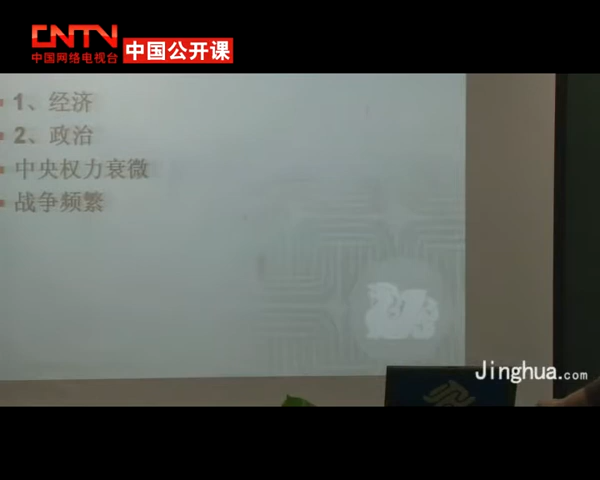 CNTV
中国网络电视台
中国公开课
1、经济
2、政治
中央权力衰微
战争频繁
Jinghua.com